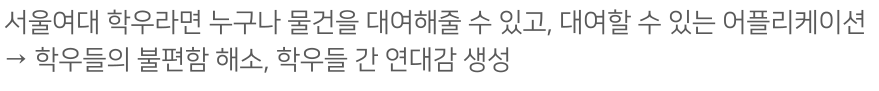 서울여대 학우라면 누구나 물건을 대여해줄 수 있고, 대여할 수 있는 어플리케이션
→ 학우들의 불편함 해소, 학우들 간 연대감 생성